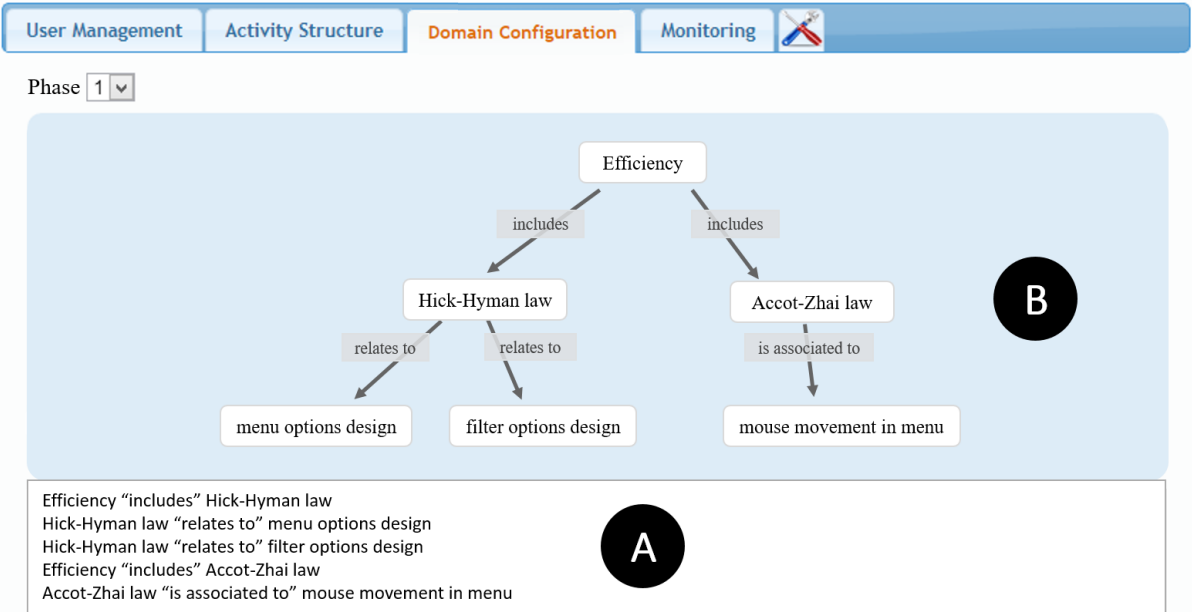 User Management Activity Structure Domain Configuration Monitoring
Phase 1
Efficiency
includes includes
Hick-Hyman law Accot-Zhai law
B
relates to relates to is associated to
menu options design filter options design mouse movement in menu
Efficiency “includes” Hick-Hyman law
Hick-Hyman law “relates to” menu options design
Hick-Hyman law “relates to” filter options design
A
Efficiency “includes” Accot-Zhai law
Accot-Zhai law “is associated to” mouse movement in menu